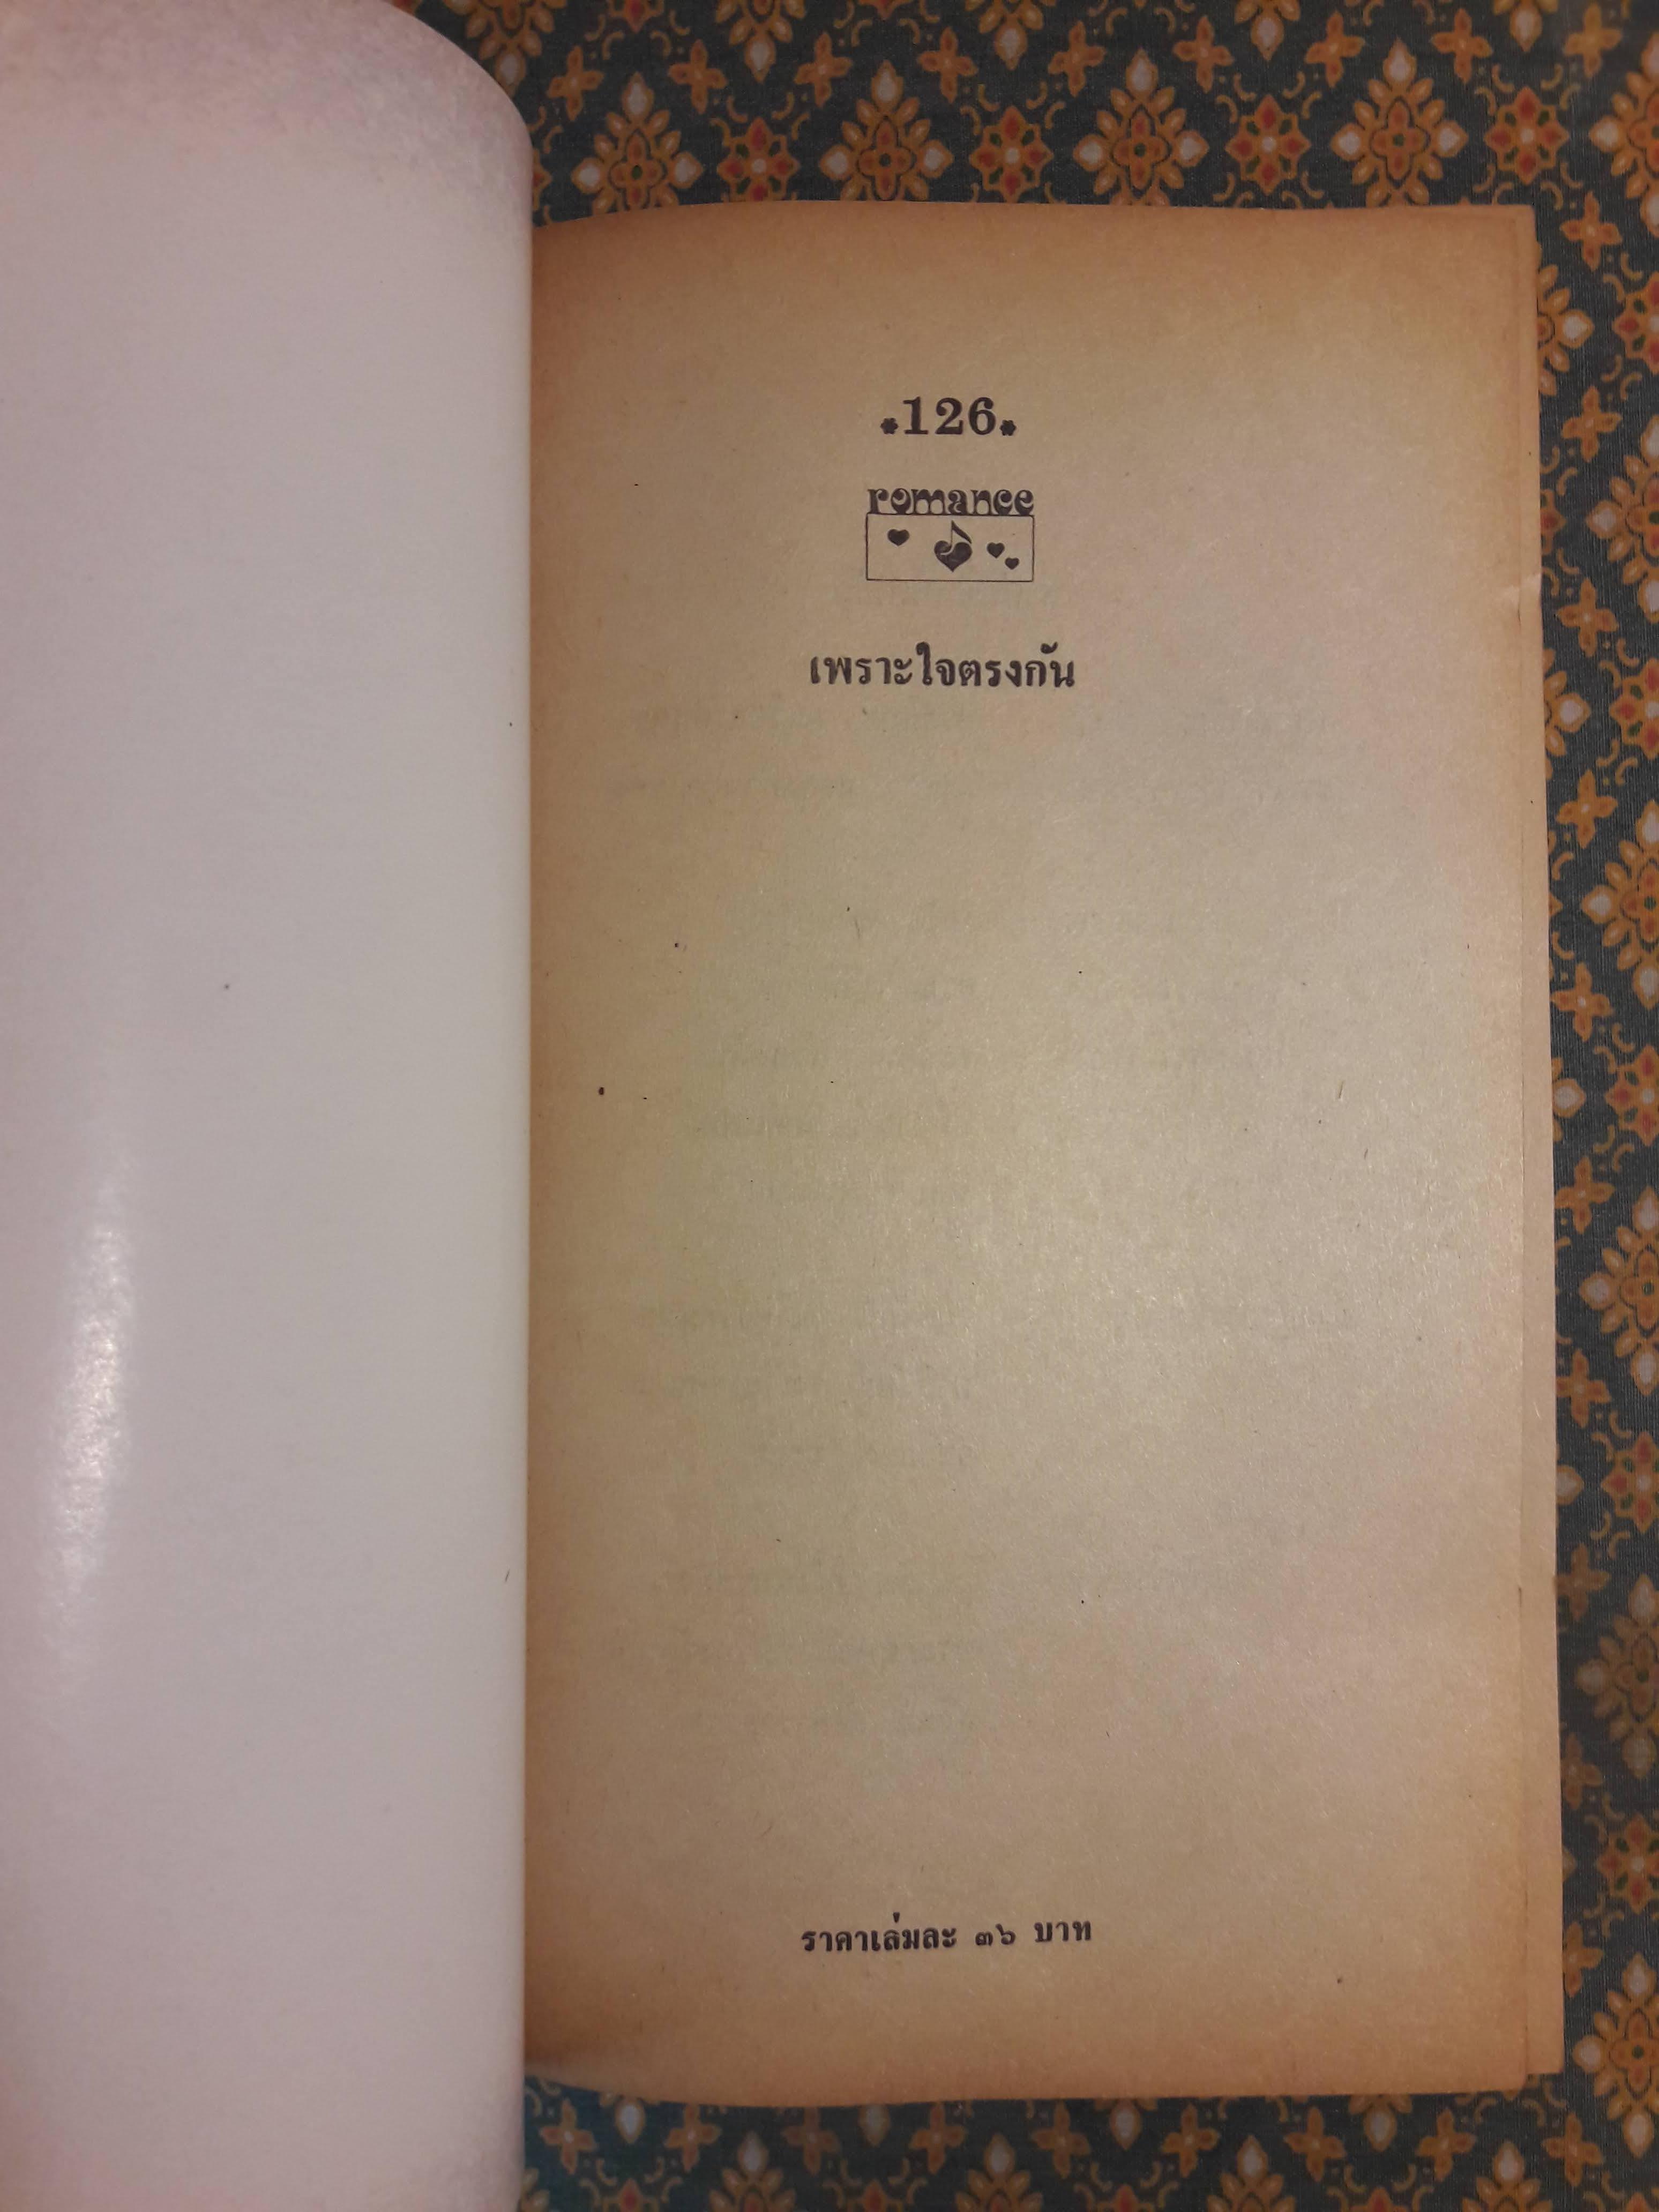 *126*
romance
เพราะใจตรงกัน
ราคาเล่มละ ๓๖ บาท